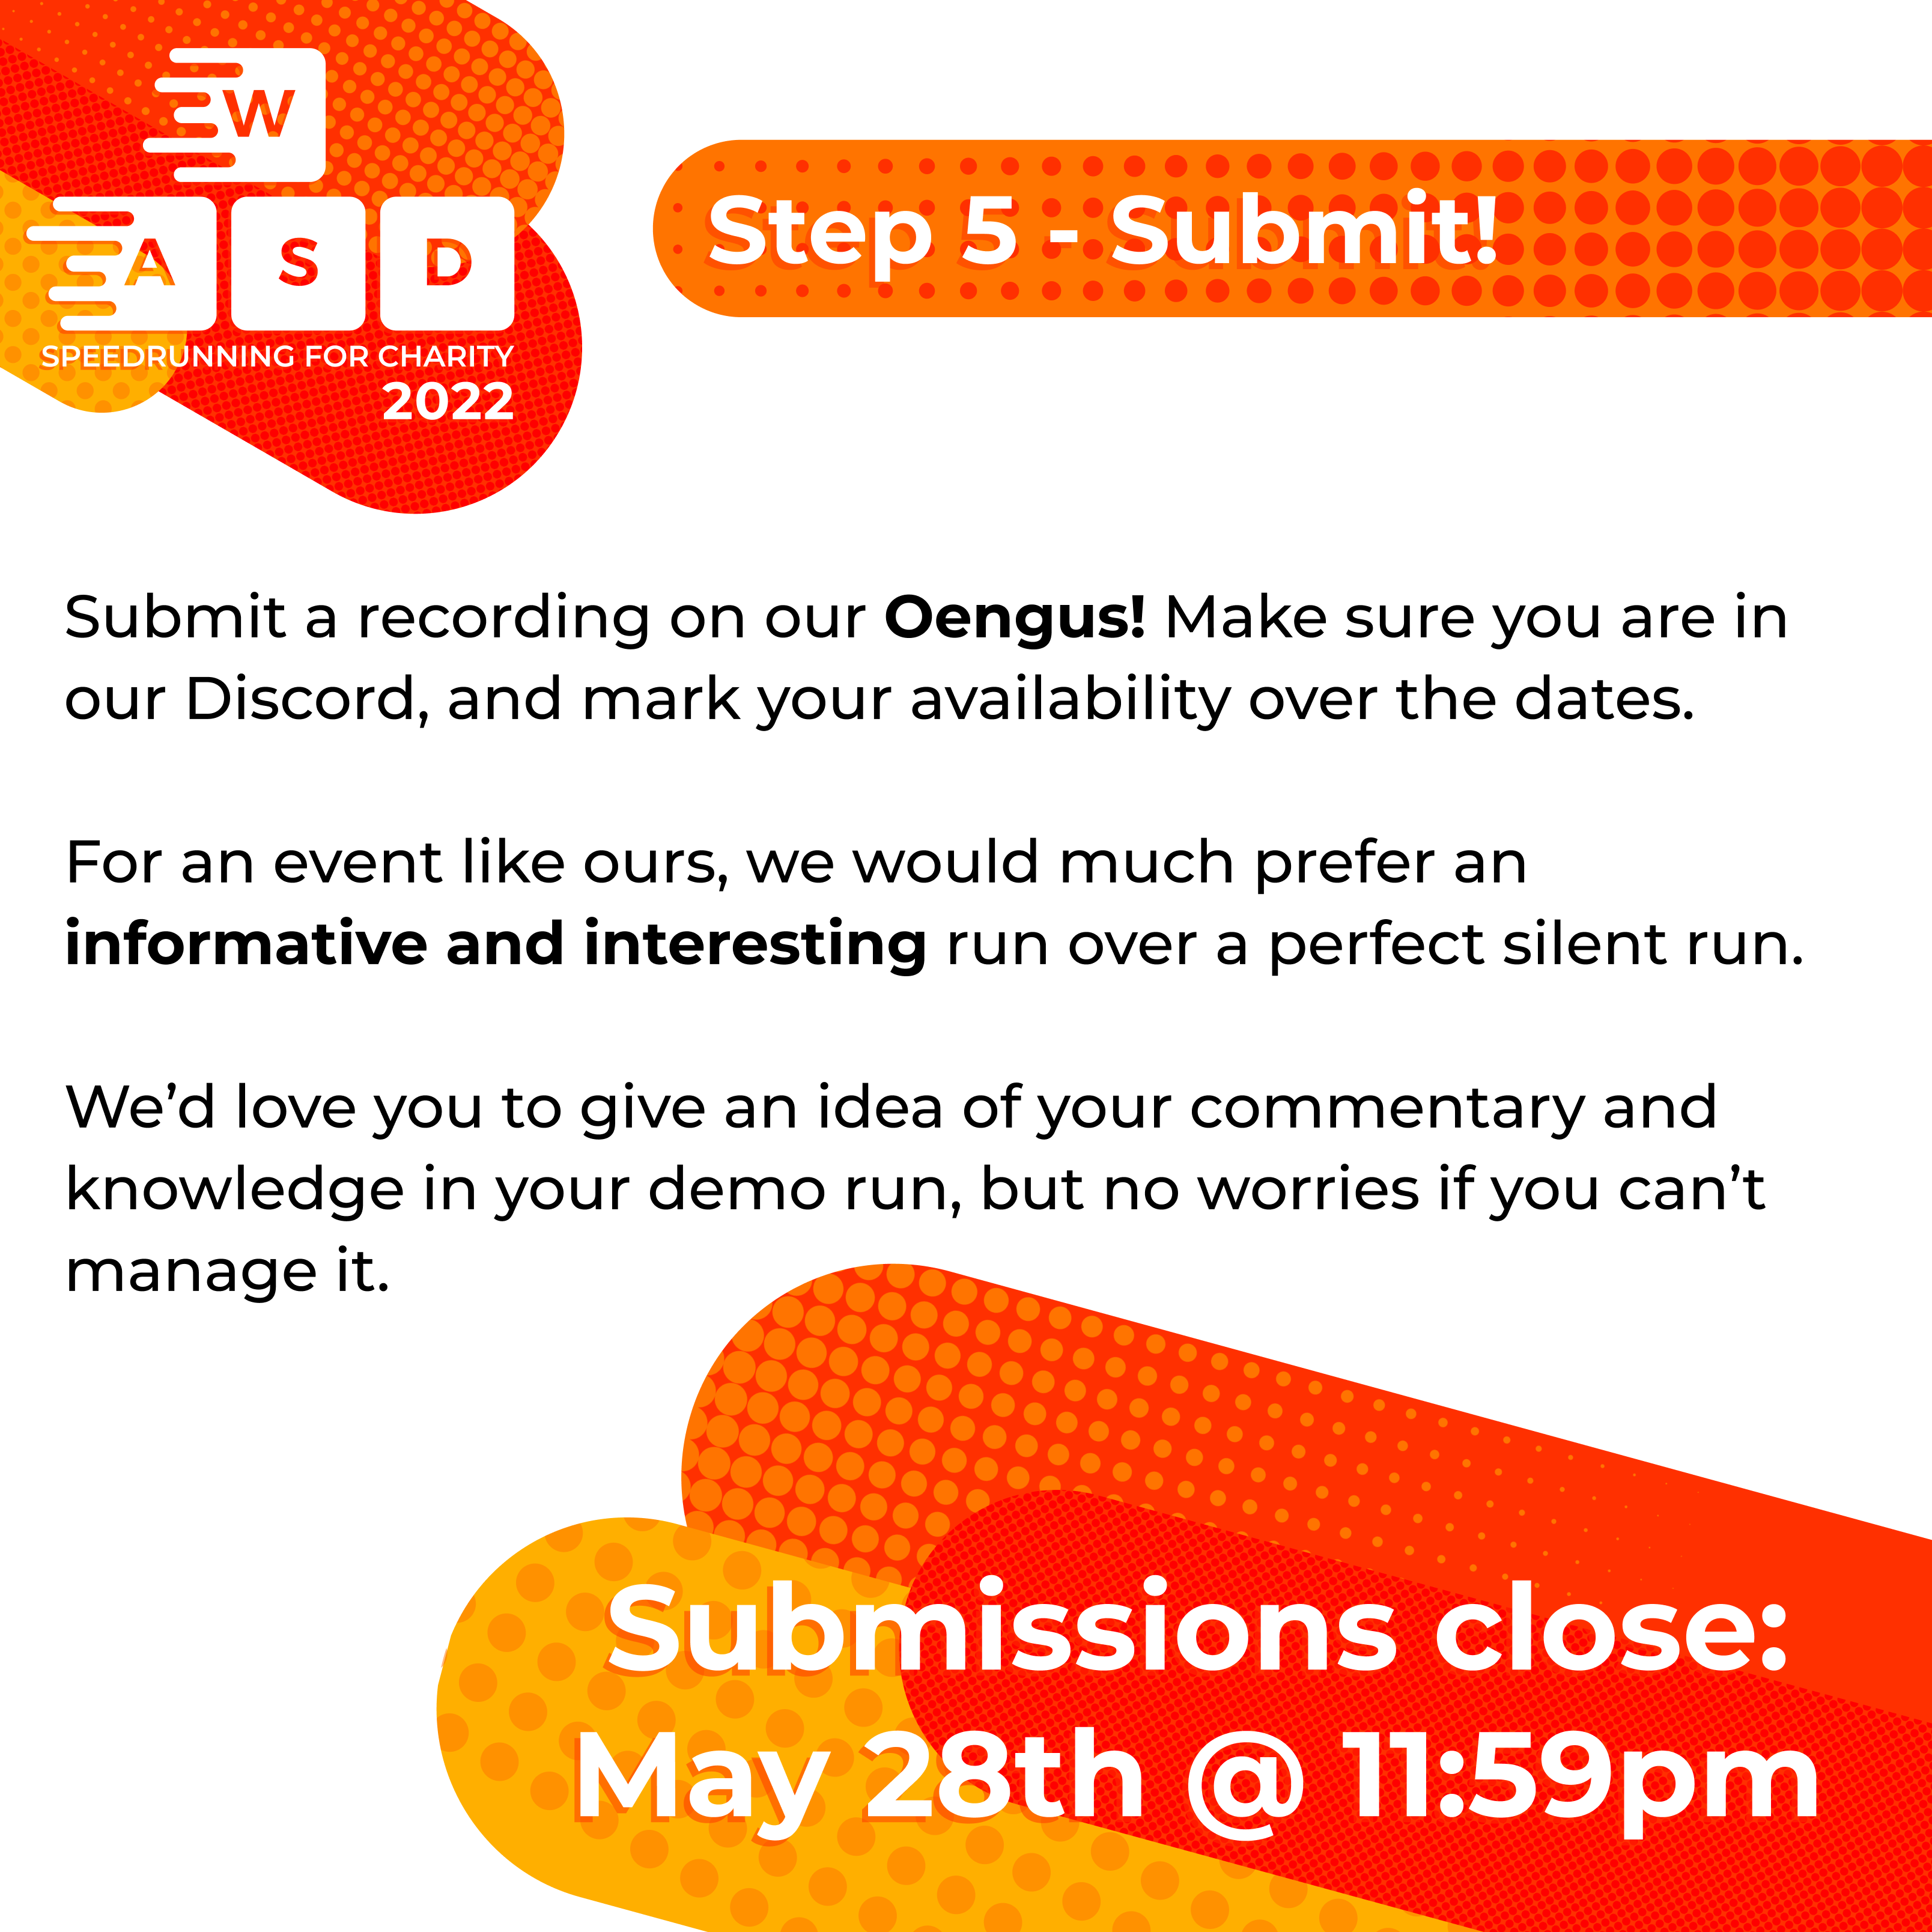 W
A S D
SPEEDRUNNING FOR CHARITY
2022
Step 5 - Submit!
Submit a recording on our Oengus! Make sure you are in
our Discord, and mark your availability over the dates.
For an event like ours, we would much prefer an
informative and interesting run over a perfect silent run.
We’d love you to give an idea of your commentary and
knowledge in your demo run, but no worries if you can’t
manage it.
Submissions close:
May 28th @ 11:59pm